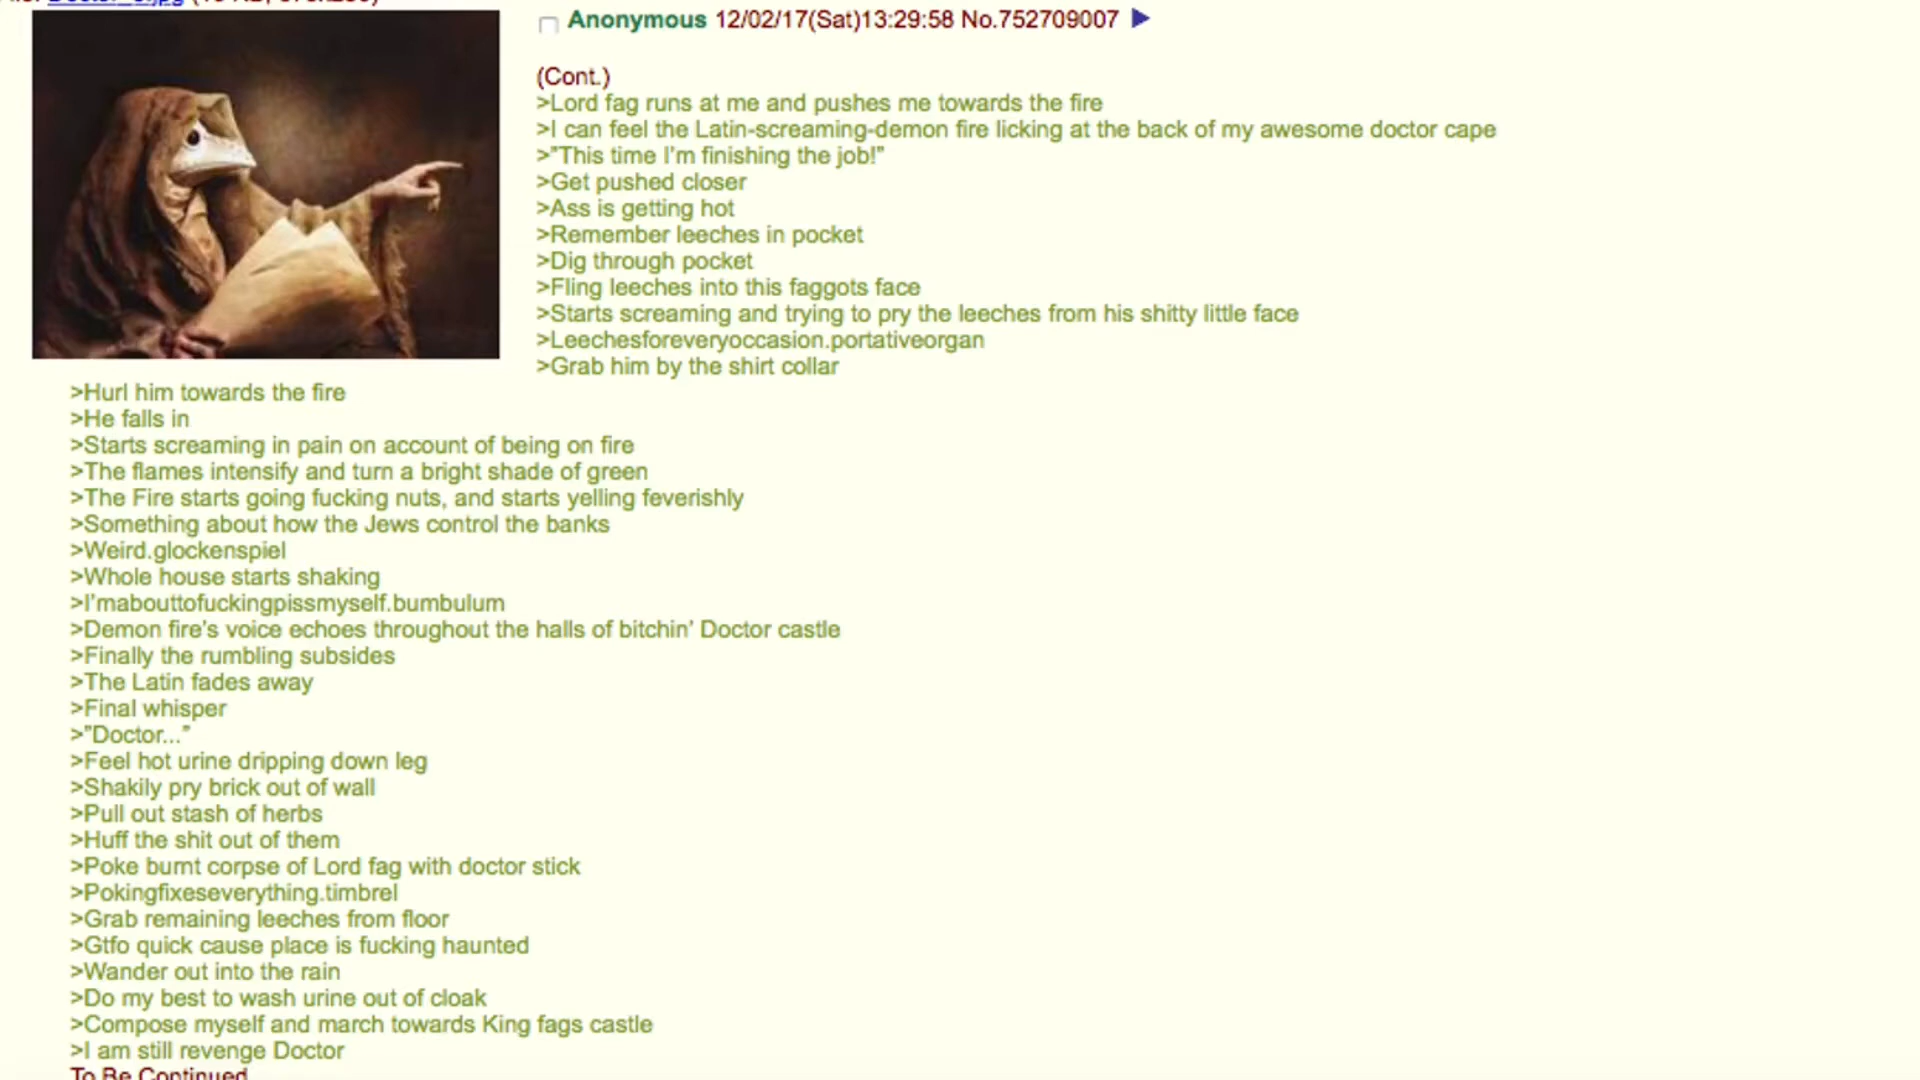 Anonymous 12/02/17(Sat)13:29:58 No.752709007 ▶
(Cont.)
>Lord fag runs at me and pushes me towards the fire
>I can feel the Latin-screaming-demon fire licking at the back of my awesome doctor cape
>"This time I'm finishing the job!"
>Get pushed closer
>Ass is getting hot
>Remember leeches in pocket
>Dig through pocket
>Fling leeches into this faggots face
>Starts screaming and trying to pry the leeches from his shitty little face
>Leechesforeveryoccasion.portativeorgan
>Grab him by the shirt collar
>Hurl him towards the fire
>He falls in
>Starts screaming in pain on account of being on fire
>The flames intensify and turn a bright shade of green
>The Fire starts going fucking nuts, and starts yelling feverishly
>Something about how the Jews control the banks
>Weird.glockenspiel
>Whole house starts shaking
>I'mabouttofuckingpissmyself.bumbulum
>Demon fire's voice echoes throughout the halls of bitchin' Doctor castle
>Finally the rumbling subsides
>The Latin fades away
>Final whisper
>"Doctor..."
>Feel hot urine dripping down leg
>Shakily pry brick out of wall
>Pull out stash of herbs
>Huff the shit out of them
>Poke burnt corpse of Lord fag with doctor stick
>Pokingfixeseverything.timbrel
>Grab remaining leeches from floor
>Gtfo quick cause place is fucking haunted
>Wander out into the rain
>Do my best to wash urine out of cloak
>Compose myself and march towards King fags castle
>I am still revenge Doctor
To Be Continued